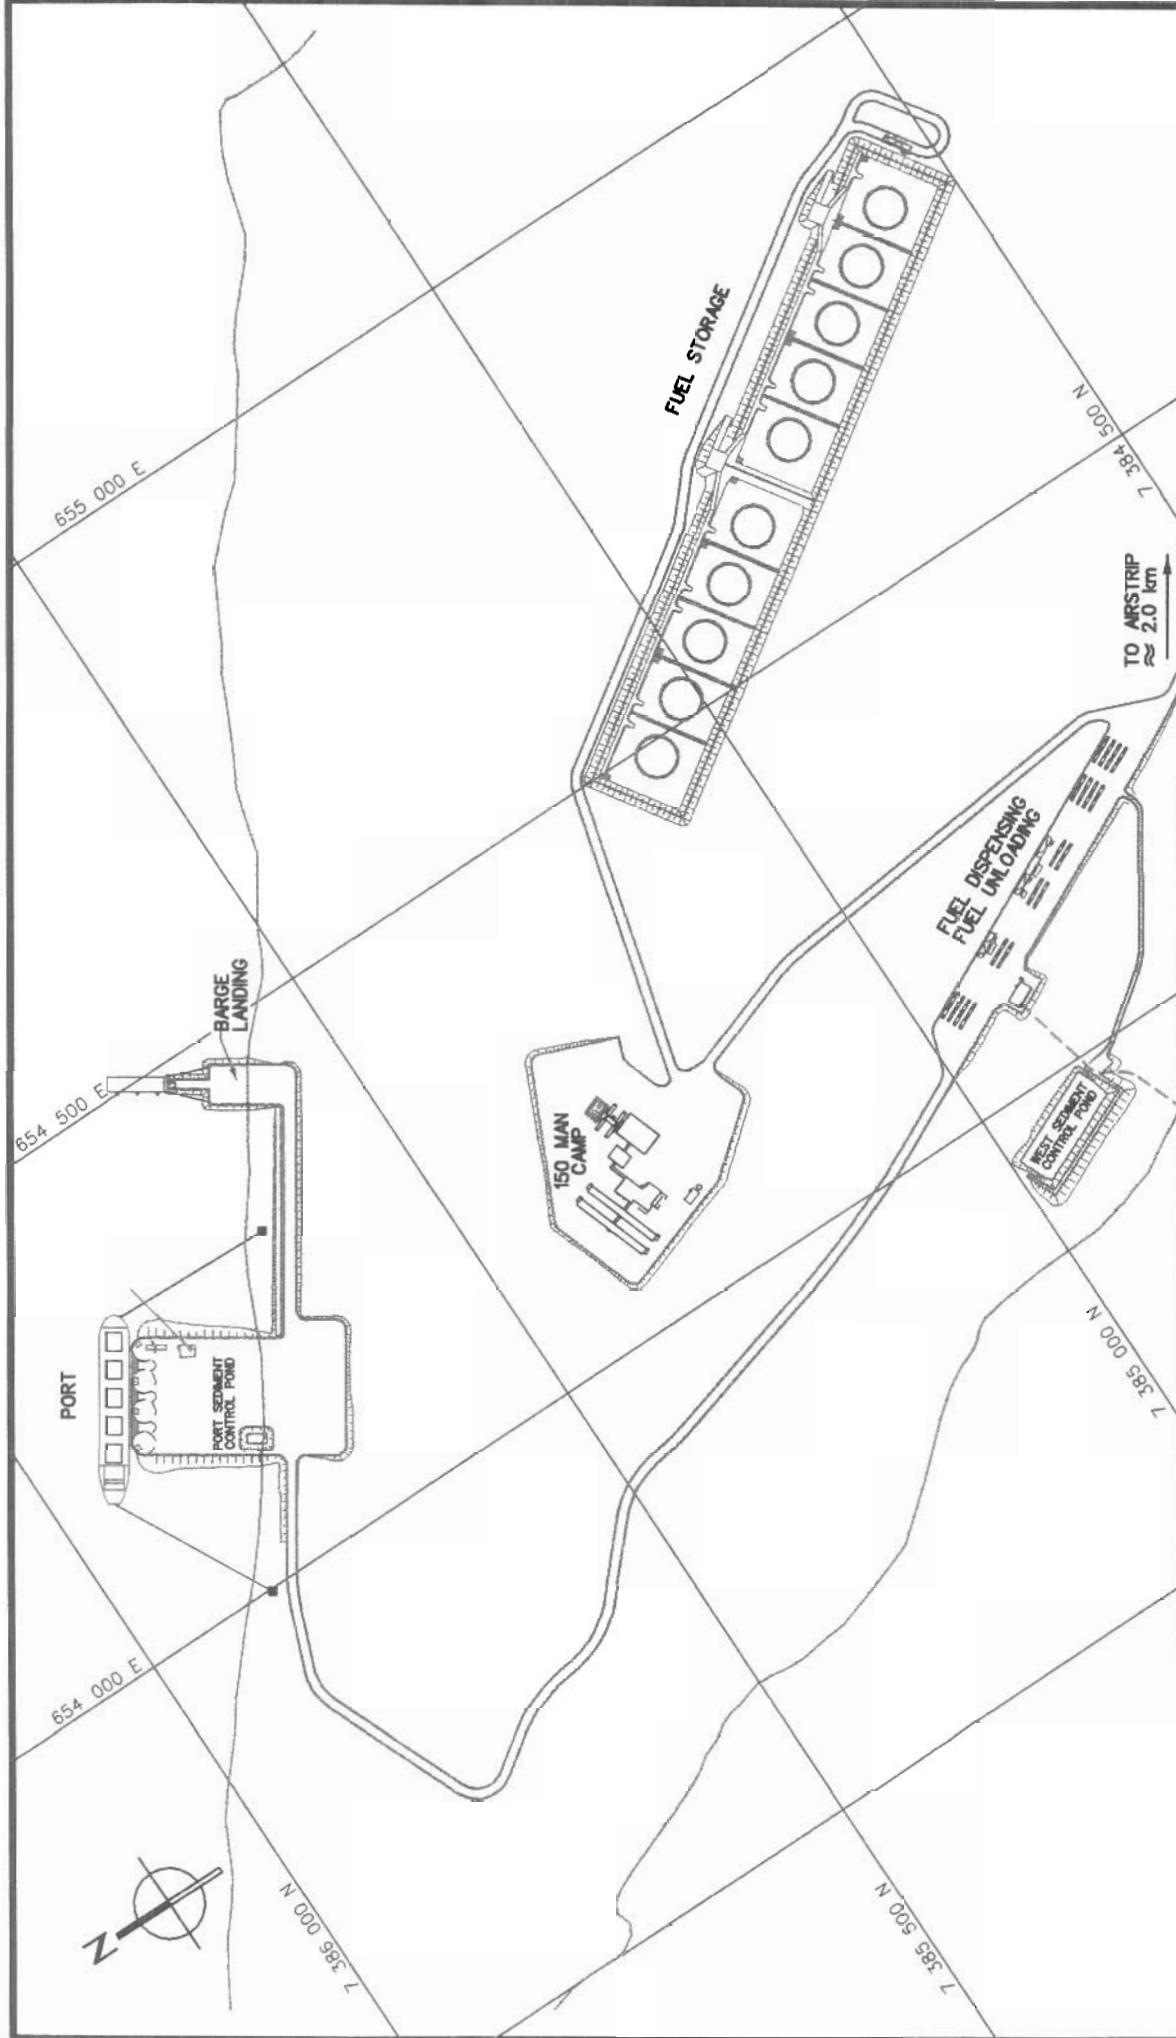 655 000 E
FUEL STORAGE
7 384 500 N
TO AIRSTRIP
≈ 2.0 km
BARGE
LANDING
654 500 E
FUEL DISPENSING
FUEL UNLOADING
150 MAN
CAMP
WEST SEDIMENT
CONTROL POND
PORT
PORT SEDIMENT
CONTROL POND
7 385 000 N
654 000 E
N
7 386 000 N
7 385 500 N